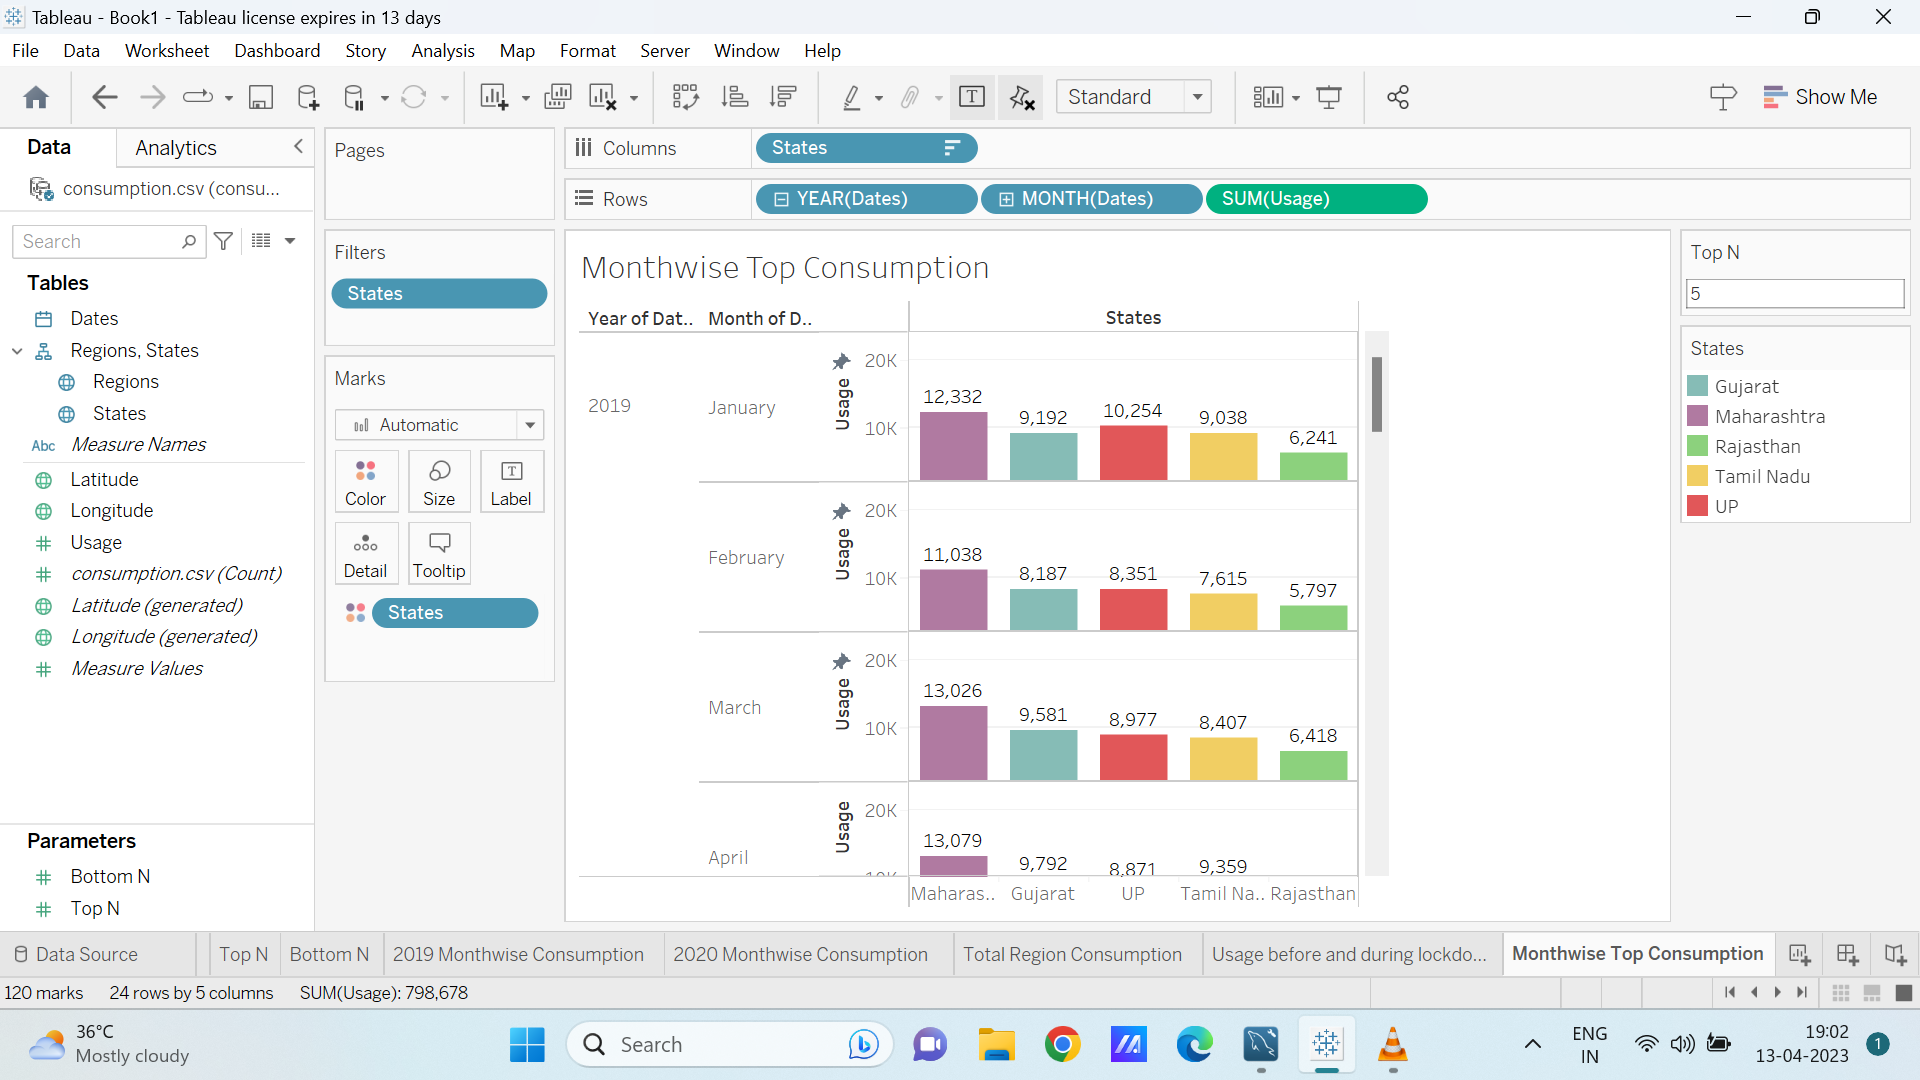 Tableau - Book1 - Tableau license expires in 13 days
File Data Worksheet Dashboard Story Analysis Map Format Server Window Help
Standard
Show Me
Data Analytics
consumption.csv (consu...
Search
Tables
Dates
Regions, States
Regions
States
Abc Measure Names
Latitude
Longitude
Usage
consumption.csv (Count)
Latitude (generated)
Longitude (generated)
Measure Values
Parameters
Bottom N
Top N
Pages
Filters
States
Marks
Automatic
Color Size Label
Detail Tooltip
States
Columns States
Rows YEAR(Dates) MONTH(Dates) SUM(Usage)
Monthwise Top Consumption
Year of Dat.. Month of D.. States
2019
January Usage 20K 10K
12,332 9,192 10,254 9,038 6,241
February Usage 20K 10K
11,038 8,187 8,351 7,615 5,797
March Usage 20K 10K
13,026 9,581 8,977 8,407 6,418
April Usage 20K 10K
13,079 9,792 8,871 9,359
Maharas.. Gujarat UP Tamil Na.. Rajasthan
Top N
5
States
Gujarat
Maharashtra
Rajasthan
Tamil Nadu
UP
Data Source Top N Bottom N 2019 Monthwise Consumption 2020 Monthwise Consumption Total Region Consumption Usage before and during lockdo... Monthwise Top Consumption
120 marks 24 rows by 5 columns SUM(Usage): 798,678
36°C
Mostly cloudy
Search
ENG
IN
19:02
13-04-2023
1